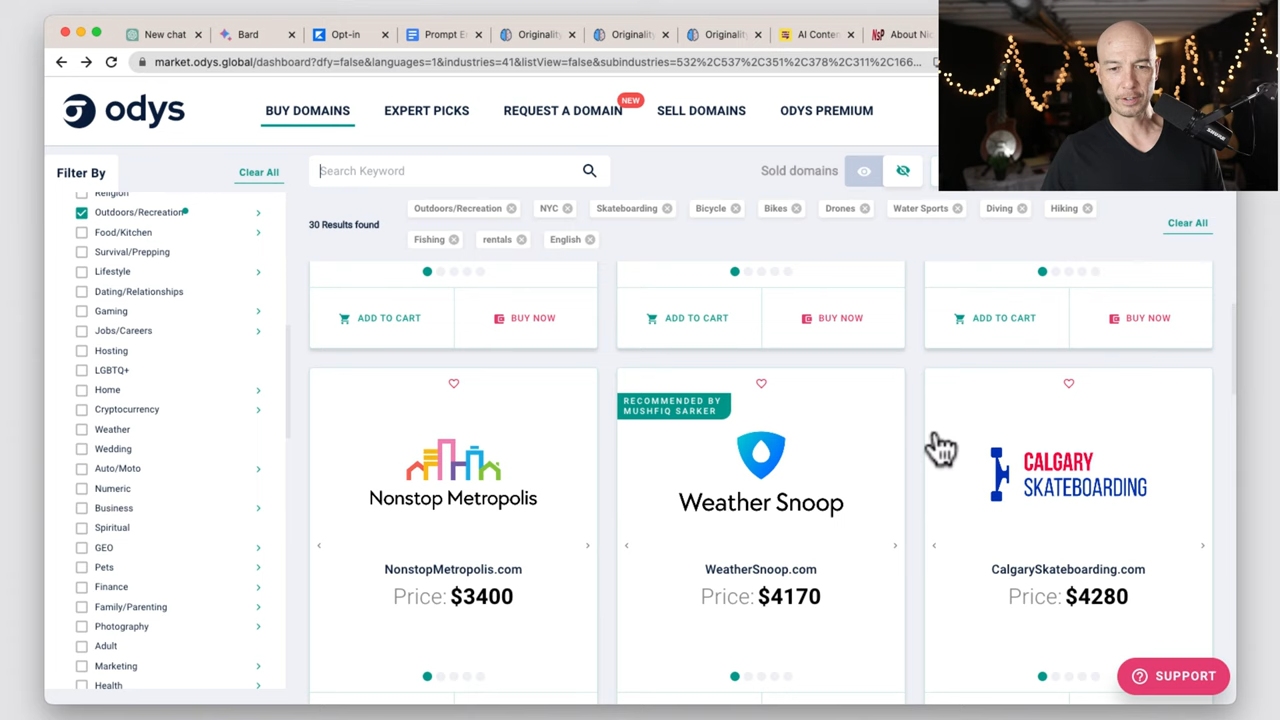 New chat
Bard
Opt-in
Prompt E
Originality
Originality
Originality
AI Conten
NSP About Nic
market.odys.global/dashboard?dfy=false&languages=1&industries=41&listView=false&subindustries=532%2C537%2C351%2C378%2C311%2C166...
odys
BUY DOMAINS
EXPERT PICKS
REQUEST A DOMAIN
NEW
SELL DOMAINS
ODYS PREMIUM
Filter By
Clear All
Search Keyword
Sold domains
30 Results found
Outdoors/Recreation
NYC
Skateboarding
Bicycle
Bikes
Drones
Water Sports
Diving
Hiking
Fishing
rentals
English
Clear All
Religion
Outdoors/Recreation
Food/Kitchen
Survival/Prepping
Lifestyle
Dating/Relationships
Gaming
Jobs/Careers
Hosting
LGBTQ+
Home
Cryptocurrency
Weather
Wedding
Auto/Moto
Numeric
Business
Spiritual
GEO
Pets
Finance
Family/Parenting
Photography
Adult
Marketing
Health
ADD TO CART
BUY NOW
ADD TO CART
BUY NOW
ADD TO CART
BUY NOW
Nonstop Metropolis
NonstopMetropolis.com
Price: $3400
RECOMMENDED BY
MUSHFIQ SARKER
Weather Snoop
WeatherSnoop.com
Price: $4170
CALGARY
SKATEBOARDING
CalgarySkateboarding.com
Price: $4280
SUPPORT
SHURE